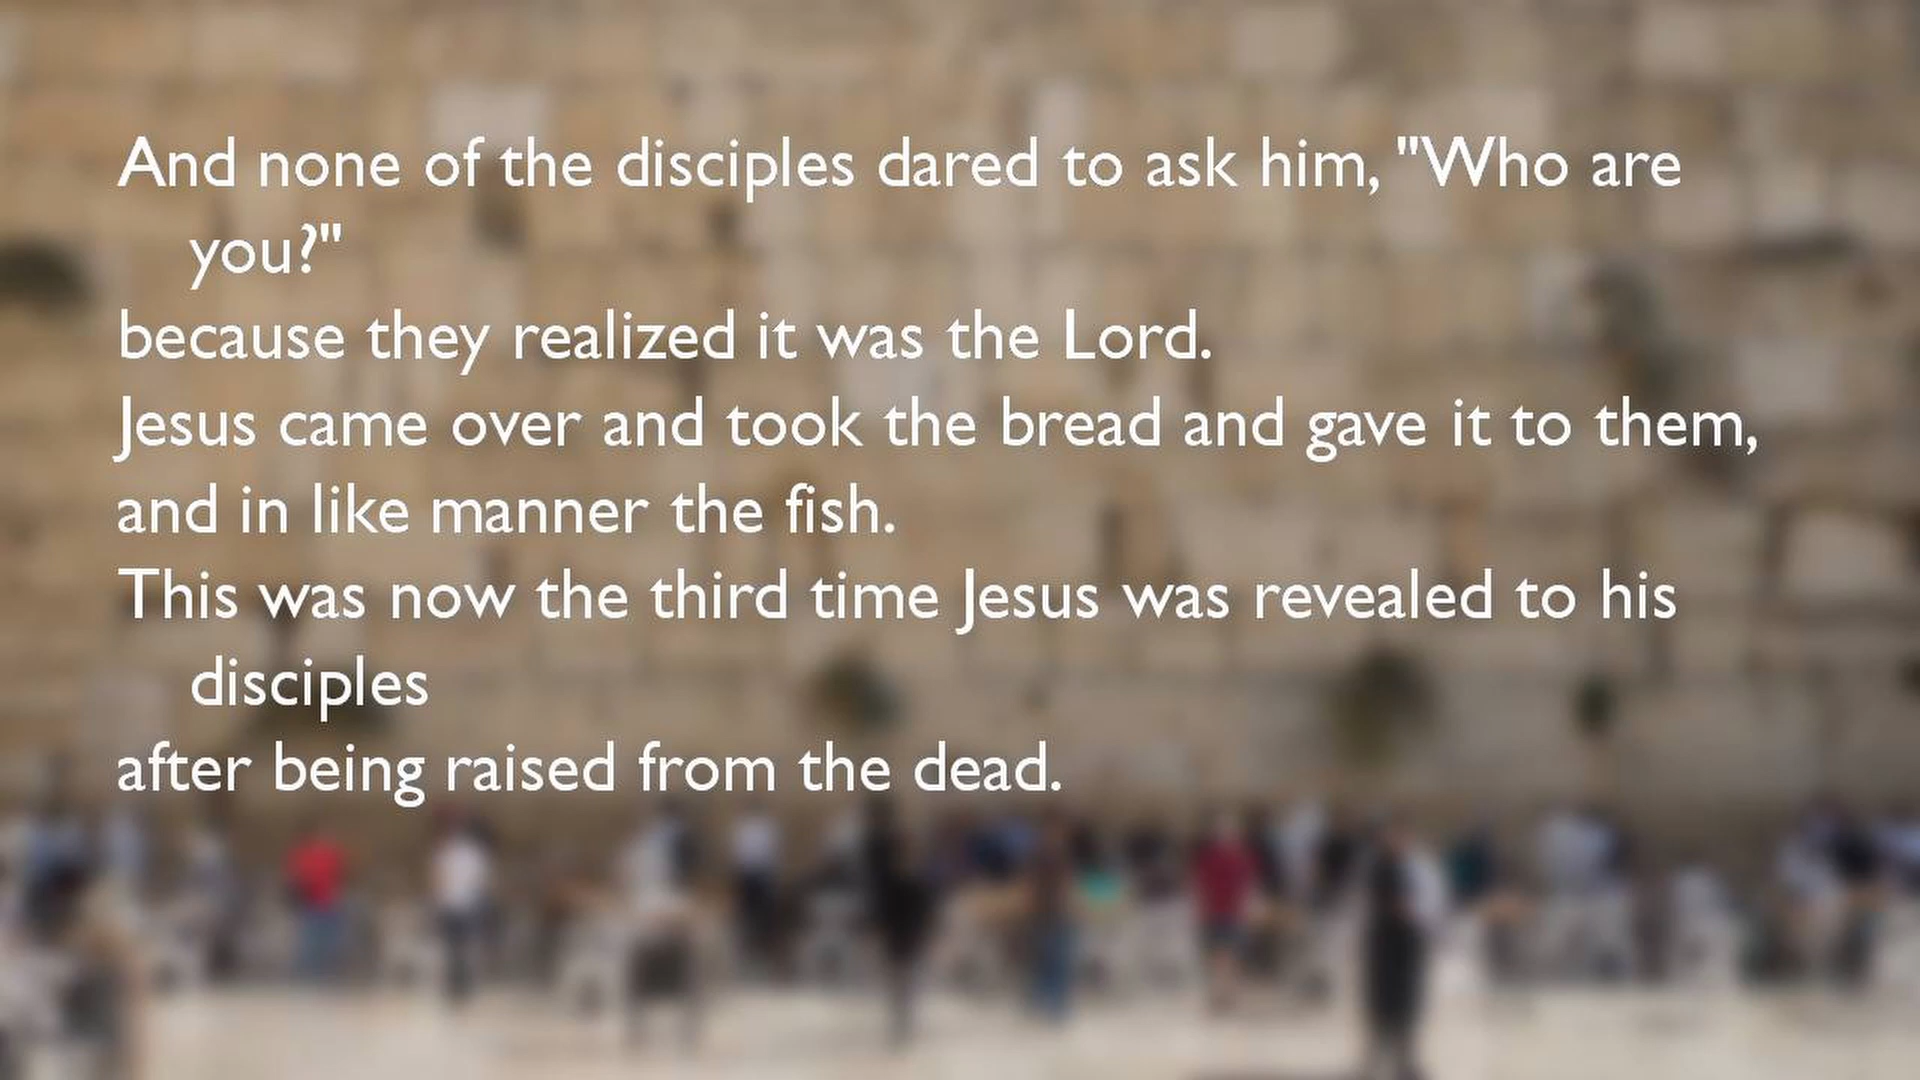 And none of the disciples dared to ask him, "Who are
you?"
because they realized it was the Lord.
Jesus came over and took the bread and gave it to them,
and in like manner the fish.
This was now the third time Jesus was revealed to his
disciples
after being raised from the dead.